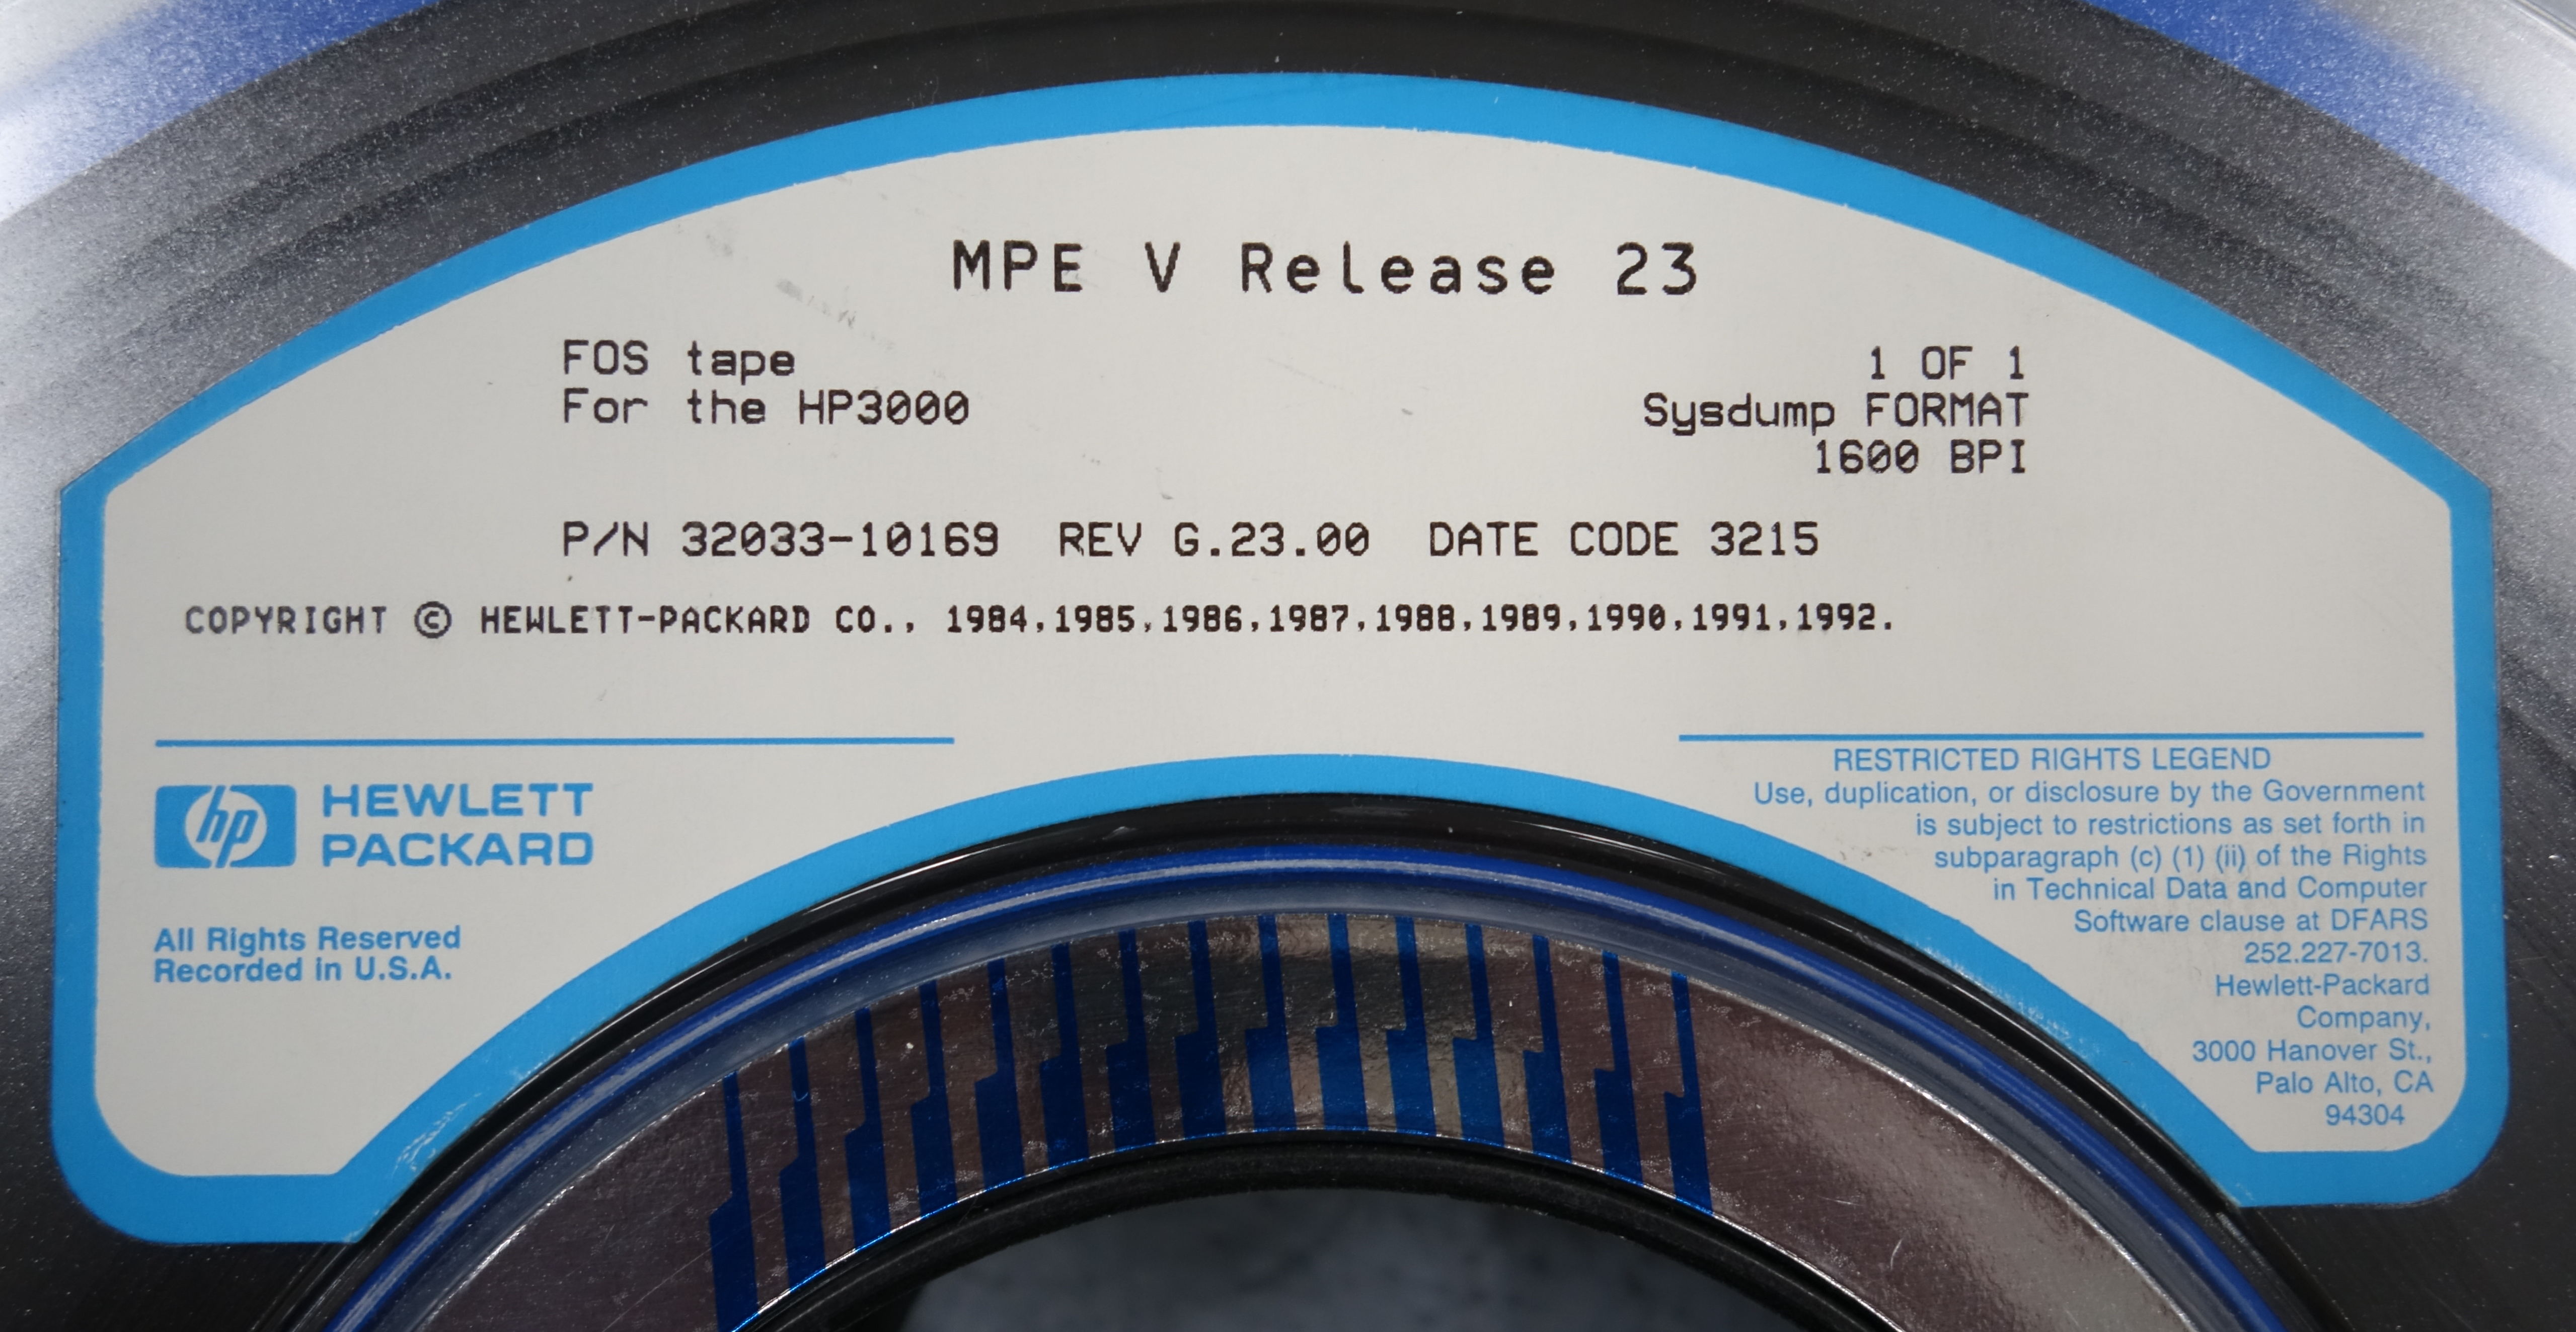 MPE V Release 23
FOS tape
For the HP3000
1 OF 1
Sysdump FORMAT
1600 BPI
P/N 32033-10169 REV G.23.00 DATE CODE 3215
COPYRIGHT © HEWLETT-PACKARD CO., 1984,1985,1986,1987,1988,1989,1990,1991,1992.
hp HEWLETT
PACKARD
All Rights Reserved
Recorded in U.S.A.
RESTRICTED RIGHTS LEGEND
Use, duplication, or disclosure by the Government
is subject to restrictions as set forth in
subparagraph (c) (1) (ii) of the Rights
in Technical Data and Computer
Software clause at DFARS
252.227-7013.
Hewlett-Packard
Company,
3000 Hanover St.,
Palo Alto, CA
94304